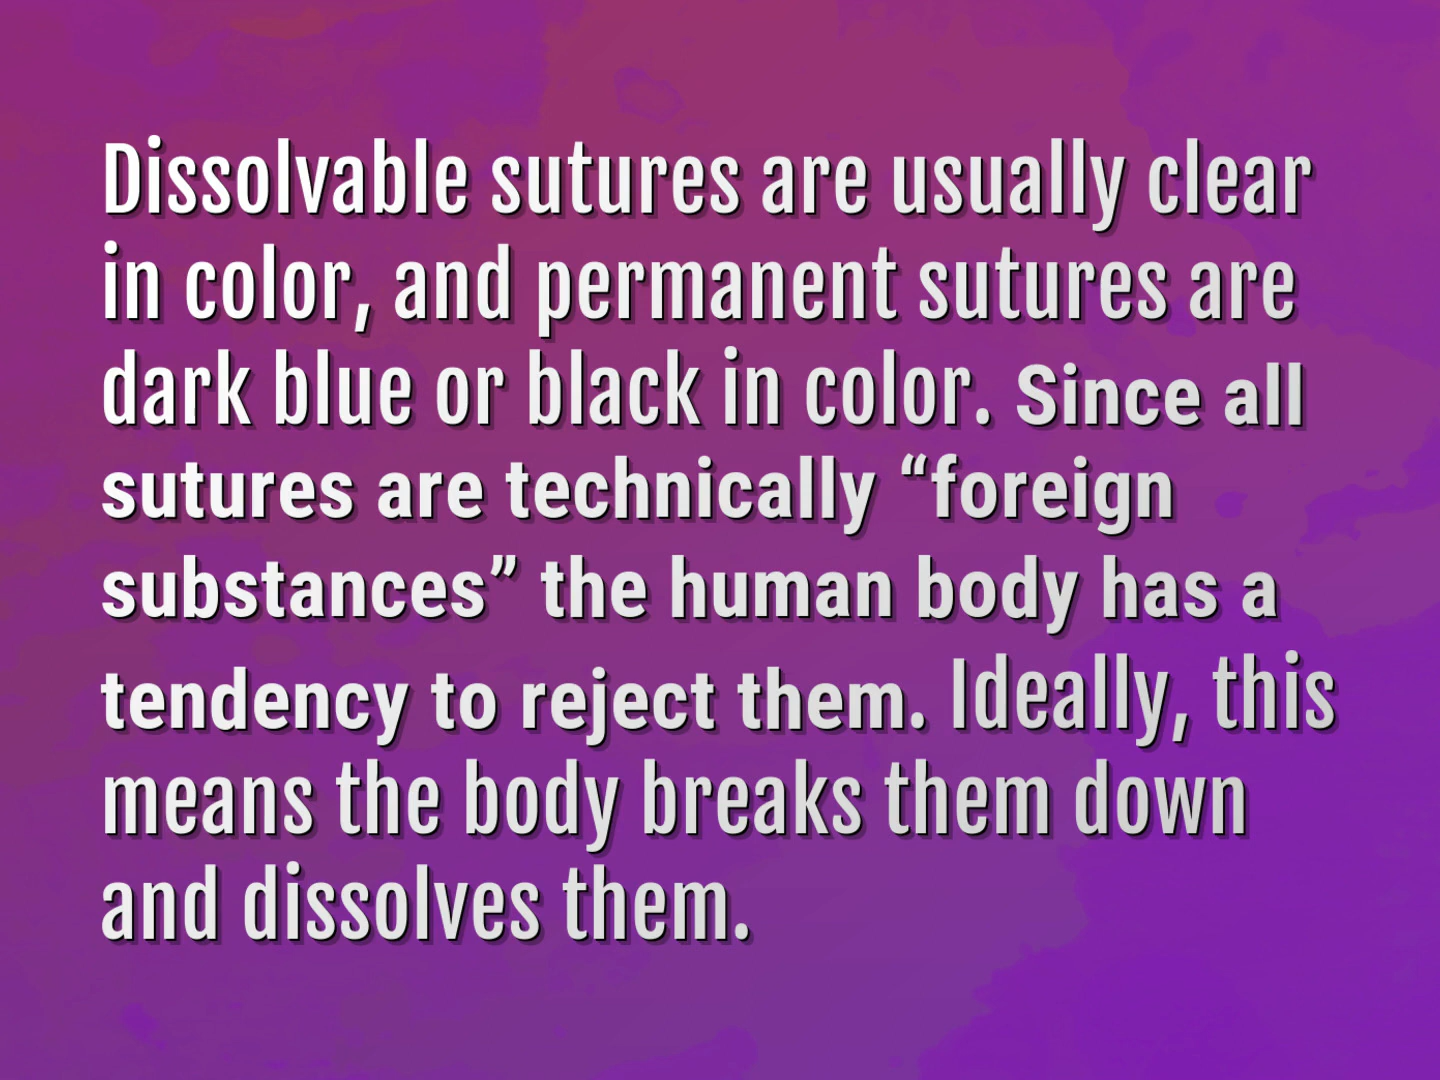 Dissolvable sutures are usually clear
in color, and permanent sutures are
dark blue or black in color. Since all
sutures are technically “foreign
substances” the human body has a
tendency to reject them. Ideally, this
means the body breaks them down
and dissolves them.